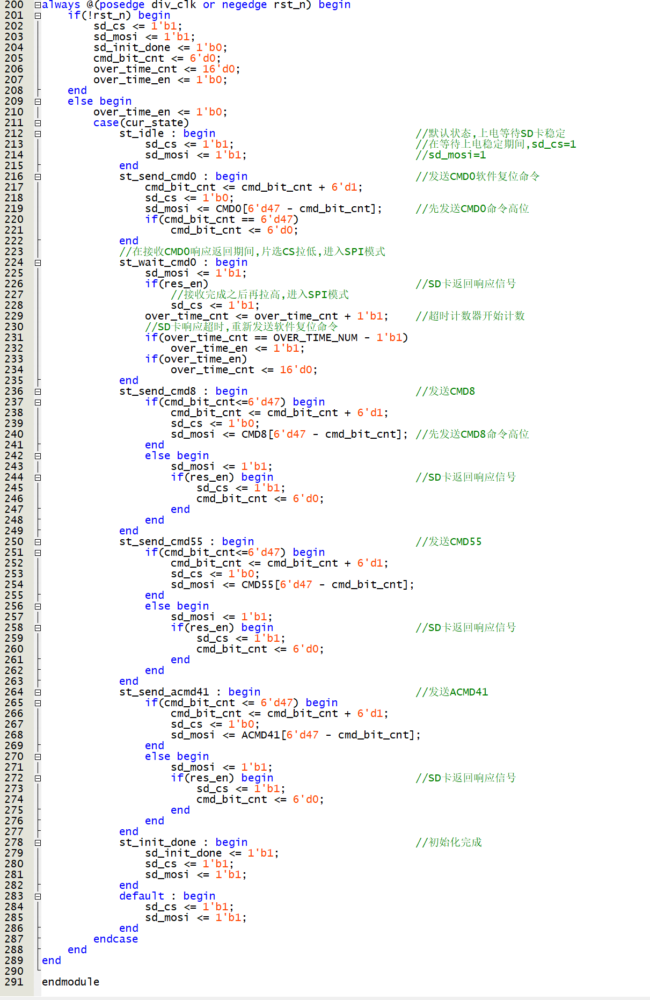 200 always @(posedge div_clk or negedge rst_n) begin
201     if(!rst_n) begin
202         sd_cs <= 1'b1;
203         sd_mosi <= 1'b1;
204         sd_init_done <= 1'b0;
205         cmd_bit_cnt <= 6'd0;
206         over_time_cnt <= 16'd0;
207         over_time_en <= 1'b0;
208     end
209     else begin
210         over_time_en <= 1'b0;
211         case(cur_state)
212             st_idle : begin                               //默认状态,上电等待SD卡稳定
213                 sd_cs <= 1'b1;                            //在等待上电稳定期间,sd_cs=1
214                 sd_mosi <= 1'b1;                          //sd_mosi=1
215             end
216             st_send_cmd0 : begin                          //发送CMD0软件复位命令
217                 cmd_bit_cnt <= cmd_bit_cnt + 6'd1;
218                 sd_cs <= 1'b0;
219                 sd_mosi <= CMD0[6'd47 - cmd_bit_cnt];     //先发送CMD0命令高位
220                 if(cmd_bit_cnt == 6'd47)
221                     cmd_bit_cnt <= 6'd0;
222             end
223             //在接收CMD0响应返回期间,片选CS拉低,进入SPI模式
224             st_wait_cmd0 : begin
225                 sd_mosi <= 1'b1;
226                 if(res_en)                                //SD卡返回响应信号
227                     //接收完成之后再拉高,进入SPI模式
228                     sd_cs <= 1'b1;
229                 over_time_cnt <= over_time_cnt + 1'b1;    //超时计数器开始计数
230                 //SD卡响应超时,重新发送软件复位命令
231                 if(over_time_cnt == OVER_TIME_NUM - 1'b1)
232                     over_time_en <= 1'b1;
233                 if(over_time_en)
234                     over_time_cnt <= 16'd0;
235             end
236             st_send_cmd8 : begin                          //发送CMD8
237                 if(cmd_bit_cnt<=6'd47) begin
238                     cmd_bit_cnt <= cmd_bit_cnt + 6'd1;
239                     sd_cs <= 1'b0;
240                     sd_mosi <= CMD8[6'd47 - cmd_bit_cnt]; //先发送CMD8命令高位
241                 end
242                 else begin
243                     sd_mosi <= 1'b1;
244                     if(res_en) begin                      //SD卡返回响应信号
245                         sd_cs <= 1'b1;
246                         cmd_bit_cnt <= 6'd0;
247                     end
248                 end
249             end
250             st_send_cmd55 : begin                         //发送CMD55
251                 if(cmd_bit_cnt<=6'd47) begin
252                     cmd_bit_cnt <= cmd_bit_cnt + 6'd1;
253                     sd_cs <= 1'b0;
254                     sd_mosi <= CMD55[6'd47 - cmd_bit_cnt];
255                 end
256                 else begin
257                     sd_mosi <= 1'b1;
258                     if(res_en) begin                      //SD卡返回响应信号
259                         sd_cs <= 1'b1;
260                         cmd_bit_cnt <= 6'd0;
261                     end
262                 end
263             end
264             st_send_acmd41 : begin                        //发送ACMD41
265                 if(cmd_bit_cnt <= 6'd47) begin
266                     cmd_bit_cnt <= cmd_bit_cnt + 6'd1;
267                     sd_cs <= 1'b0;
268                     sd_mosi <= ACMD41[6'd47 - cmd_bit_cnt];
269                 end
270                 else begin
271                     sd_mosi <= 1'b1;
272                     if(res_en) begin                      //SD卡返回响应信号
273                         sd_cs <= 1'b1;
274                         cmd_bit_cnt <= 6'd0;
275                     end
276                 end
277             end
278             st_init_done : begin                          //初始化完成
279                 sd_init_done <= 1'b1;
280                 sd_cs <= 1'b1;
281                 sd_mosi <= 1'b1;
282             end
283             default : begin
284                 sd_cs <= 1'b1;
285                 sd_mosi <= 1'b1;
286             end
287         endcase
288     end
289 end
290
291 endmodule